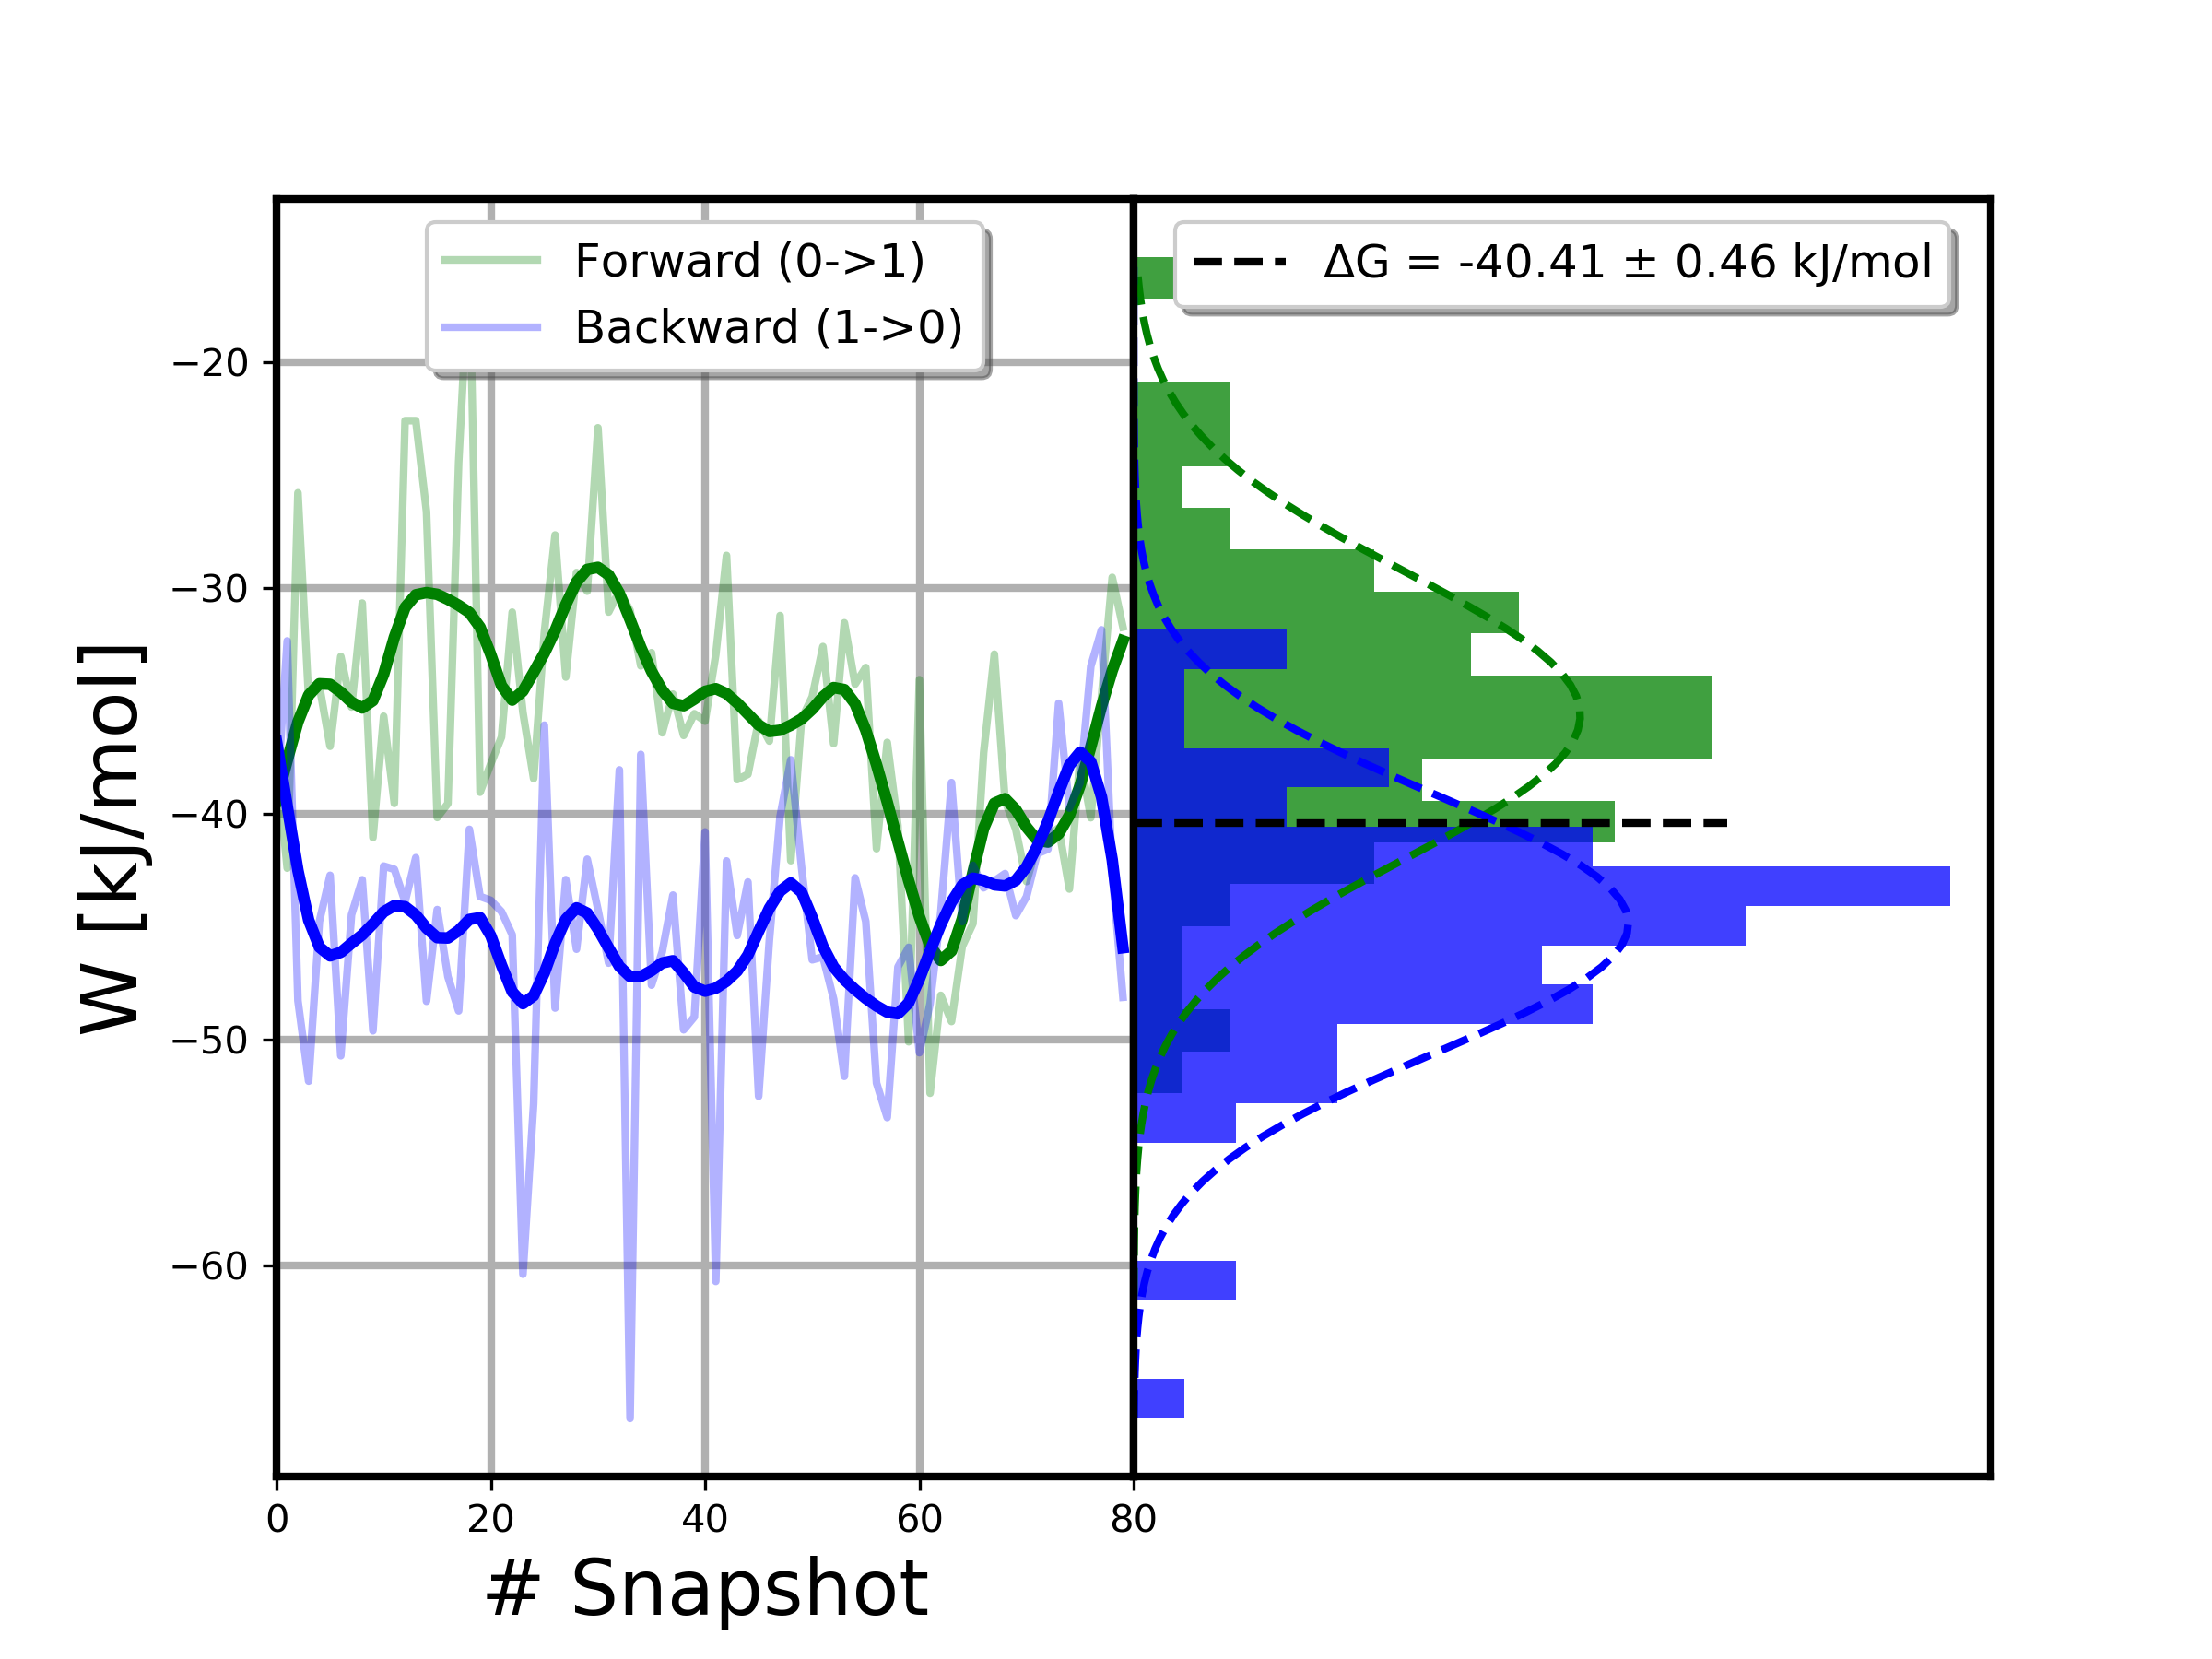 Forward (0->1)
Backward (1->0)
ΔG = -40.41 ± 0.46 kJ/mol
W [kJ/mol]
−20
−30
−40
−50
−60
0 20 40 60 80
# Snapshot